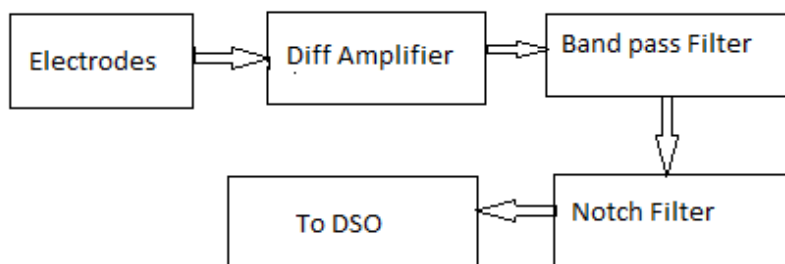 Electrodes
Diff Amplifier
Band pass Filter
Notch Filter
To DSO